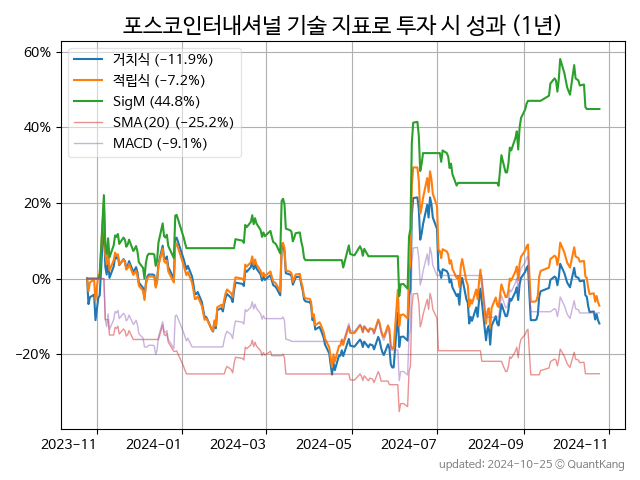 포스코인터내셔널 기술 지표로 투자 시 성과 (1년)
60%
40%
20%
0%
−20%
거치식 (−11.9%)
적립식 (−7.2%)
SigM (44.8%)
SMA(20) (−25.2%)
MACD (−9.1%)
2023−11
2024−01
2024−03
2024−05
2024−07
2024−09
2024−11
updated: 2024−10−25 © QuantKang